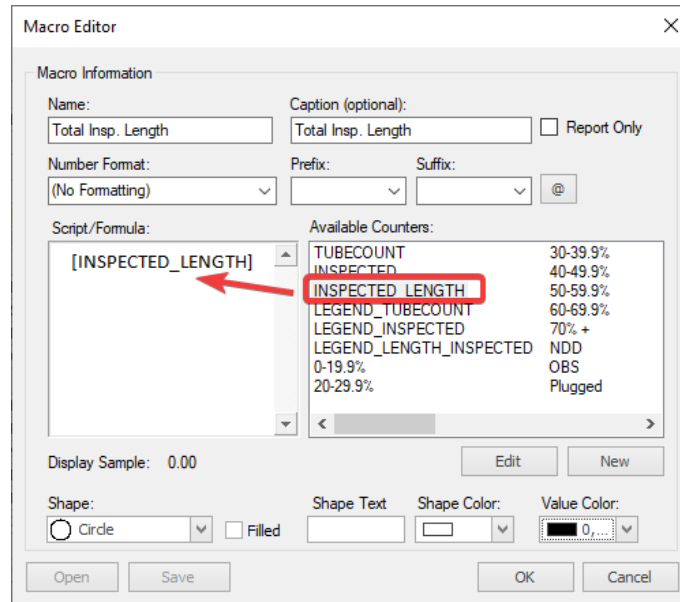 Macro Editor
Macro Information
Name:
Caption (optional):
Total Insp. Length
Total Insp. Length
Report Only
Number Format:
Prefix:
Suffix:
(No Formatting)
@
Script/Formula:
Available Counters:
[INSPECTED_LENGTH]
TUBECOUNT 30-39.9%
INSPECTED 40-49.9%
INSPECTED_LENGTH 50-59.9%
LEGEND_TUBECOUNT 60-69.9%
LEGEND_INSPECTED 70% +
LEGEND_LENGTH_INSPECTED NDD
0-19.9% OBS
20-29.9% Plugged
Display Sample: 0.00
Edit
New
Shape:
Shape Text
Shape Color:
Value Color:
Circle
Filled
0,...
Open
Save
OK
Cancel